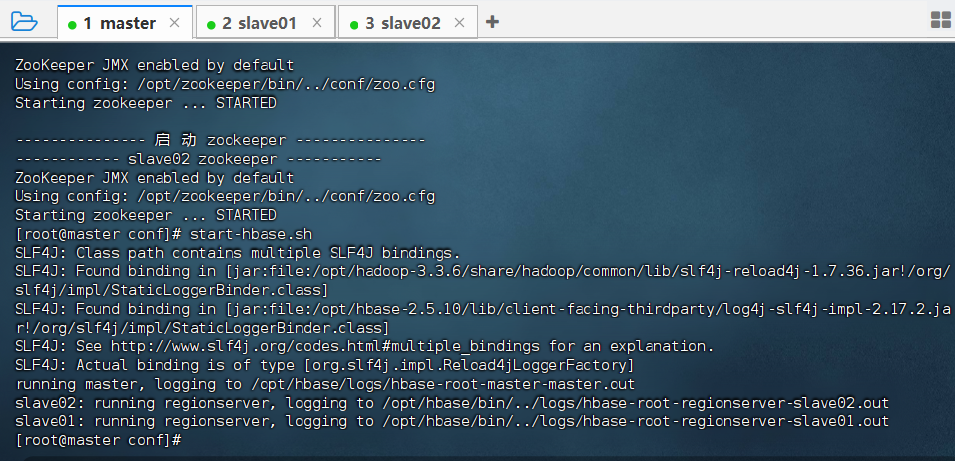 1 master × 2 slave01 × 3 slave02 × +
ZooKeeper JMX enabled by default
Using config: /opt/zookeeper/bin/../conf/zoo.cfg
Starting zookeeper ... STARTED
--------------- 启 动 zookeeper ---------------
------------ slave02 zookeeper -----------
ZooKeeper JMX enabled by default
Using config: /opt/zookeeper/bin/../conf/zoo.cfg
Starting zookeeper ... STARTED
[root@master conf]# start-hbase.sh
SLF4J: Class path contains multiple SLF4J bindings.
SLF4J: Found binding in [jar:file:/opt/hadoop-3.3.6/share/hadoop/common/lib/slf4j-reload4j-1.7.36.jar!/org/
slf4j/impl/StaticLoggerBinder.class]
SLF4J: Found binding in [jar:file:/opt/hbase-2.5.10/lib/client-facing-thirdparty/log4j-slf4j-impl-2.17.2.ja
r!/org/slf4j/impl/StaticLoggerBinder.class]
SLF4J: See http://www.slf4j.org/codes.html#multiple_bindings for an explanation.
SLF4J: Actual binding is of type [org.slf4j.impl.Reload4jLoggerFactory]
running master, logging to /opt/hbase/logs/hbase-root-master-master.out
slave02: running regionserver, logging to /opt/hbase/bin/../logs/hbase-root-regionserver-slave02.out
slave01: running regionserver, logging to /opt/hbase/bin/../logs/hbase-root-regionserver-slave01.out
[root@master conf]#